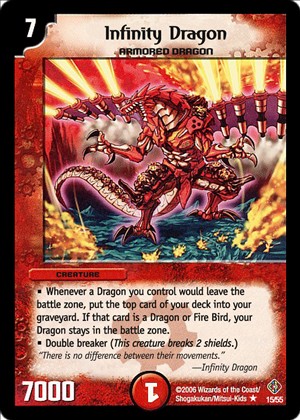 7
Infinity Dragon
ARMORED DRAGON
CREATURE
■ Whenever a Dragon you control would leave the
battle zone, put the top card of your deck into your
graveyard. If that card is a Dragon or Fire Bird, your
Dragon stays in the battle zone.
■ Double breaker (This creature breaks 2 shields.)
"There is no difference between their movements."
—Infinity Dragon
7000
1
©2006 Wizards of the Coast/
Shogakukan/Mitsui-Kids ★ 15/55